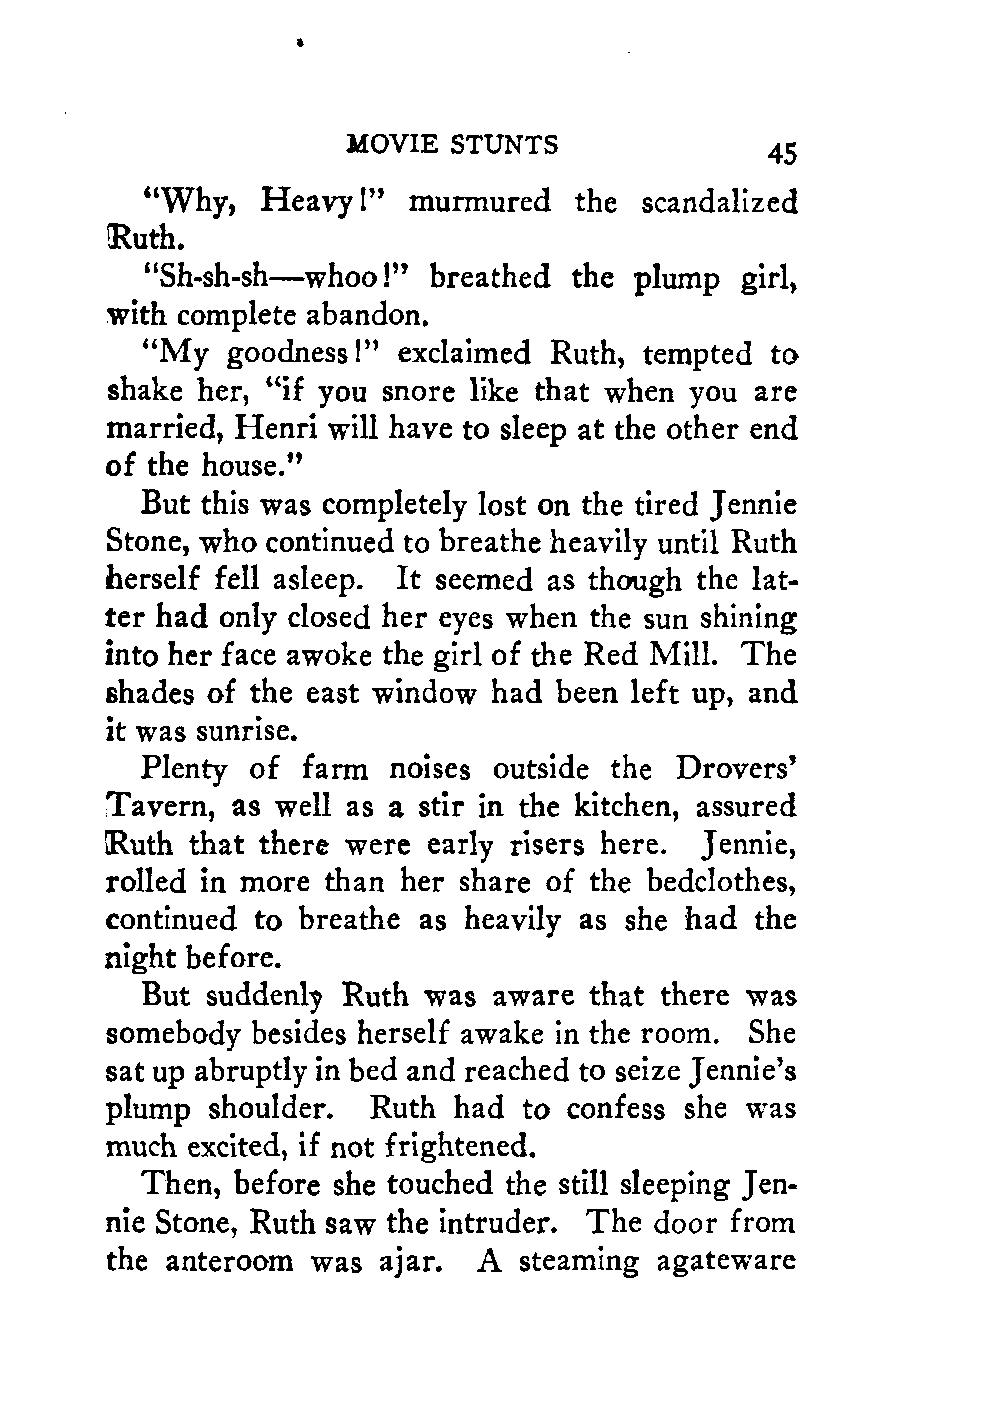 MOVIE STUNTS 45
"Why, Heavy!" murmured the scandalized
Ruth.
"Sh-sh-sh—whoo!" breathed the plump girl,
with complete abandon.
"My goodness!" exclaimed Ruth, tempted to
shake her, "if you snore like that when you are
married, Henri will have to sleep at the other end
of the house."
But this was completely lost on the tired Jennie
Stone, who continued to breathe heavily until Ruth
herself fell asleep. It seemed as though the lat-
ter had only closed her eyes when the sun shining
into her face awoke the girl of the Red Mill. The
shades of the east window had been left up, and
it was sunrise.
Plenty of farm noises outside the Drovers'
Tavern, as well as a stir in the kitchen, assured
Ruth that there were early risers here. Jennie,
rolled in more than her share of the bedclothes,
continued to breathe as heavily as she had the
night before.
But suddenly Ruth was aware that there was
somebody besides herself awake in the room. She
sat up abruptly in bed and reached to seize Jennie's
plump shoulder. Ruth had to confess she was
much excited, if not frightened.
Then, before she touched the still sleeping Jen-
nie Stone, Ruth saw the intruder. The door from
the anteroom was ajar. A steaming agateware